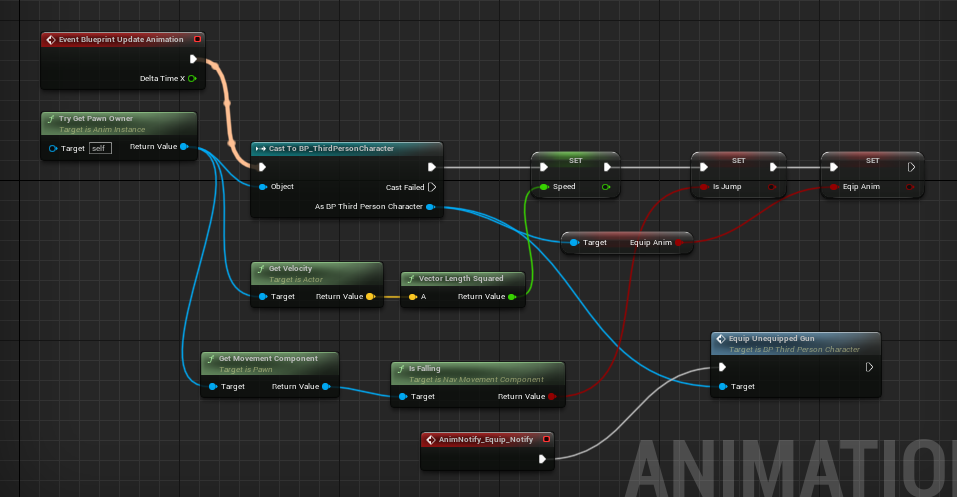 Event Blueprint Update Animation
Delta Time X
Try Get Pawn Owner
Target is Anim Instance
Target self Return Value
Cast To BP_ThirdPersonCharacter
Object Cast Failed
As BP Third Person Character
SET
Speed
SET
Is Jump
SET
Eqip Anim
Target Equip Anim
Get Velocity
Target is Actor
Target Return Value
Vector Length Squared
A Return Value
Get Movement Component
Target is Pawn
Target Return Value
Is Falling
Target is Nav Movement Component
Target Return Value
Equip Unequipped Gun
Target is BP Third Person Character
Target
AnimNotify_Equip_Notify
ANIMATIO